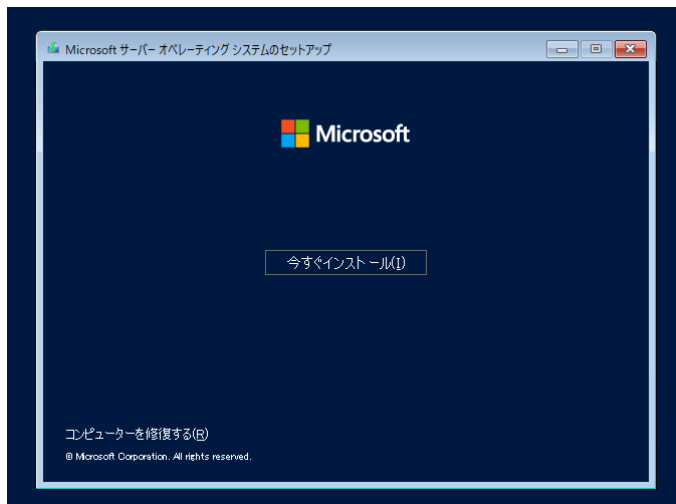 Microsoft サーバー オペレーティング システムのセットアップ
Microsoft
今すぐインストール(I)
コンピューターを修復する(R)
© Microsoft Corporation. All rights reserved.